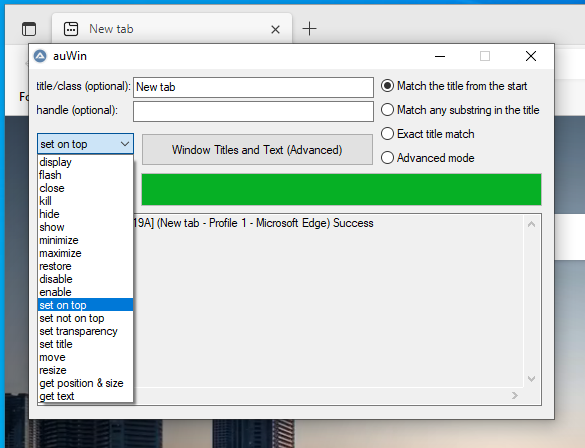 New tab
auWin
title/class (optional):
New tab
Match the title from the start
Fo
handle (optional):
Match any substring in the title
Exact title match
set on top
Window Titles and Text (Advanced)
Advanced mode
display
flash
close
kill
hide
show
minimize
maximize
restore
disable
enable
set on top
set not on top
set transparency
set title
move
resize
get position & size
get text
19A] (New tab - Profile 1 - Microsoft Edge) Success